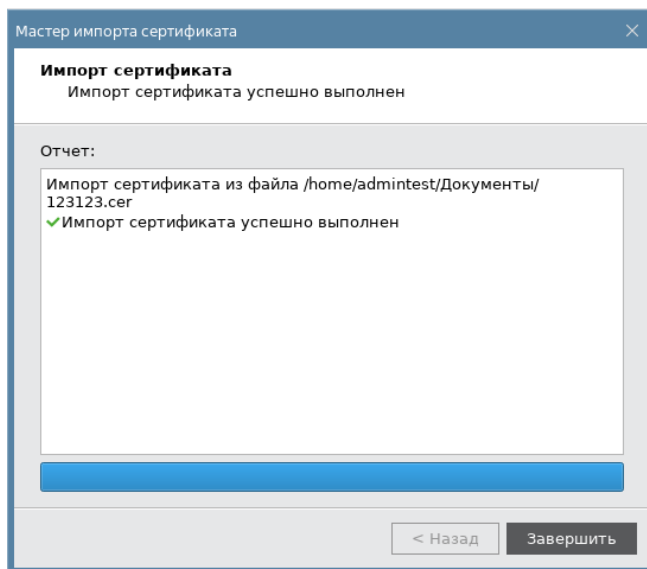 Мастер импорта сертификата
Импорт сертификата
Импорт сертификата успешно выполнен
Отчет:
Импорт сертификата из файла /home/admintest/Документы/
123123.cer
Импорт сертификата успешно выполнен
< Назад
Завершить